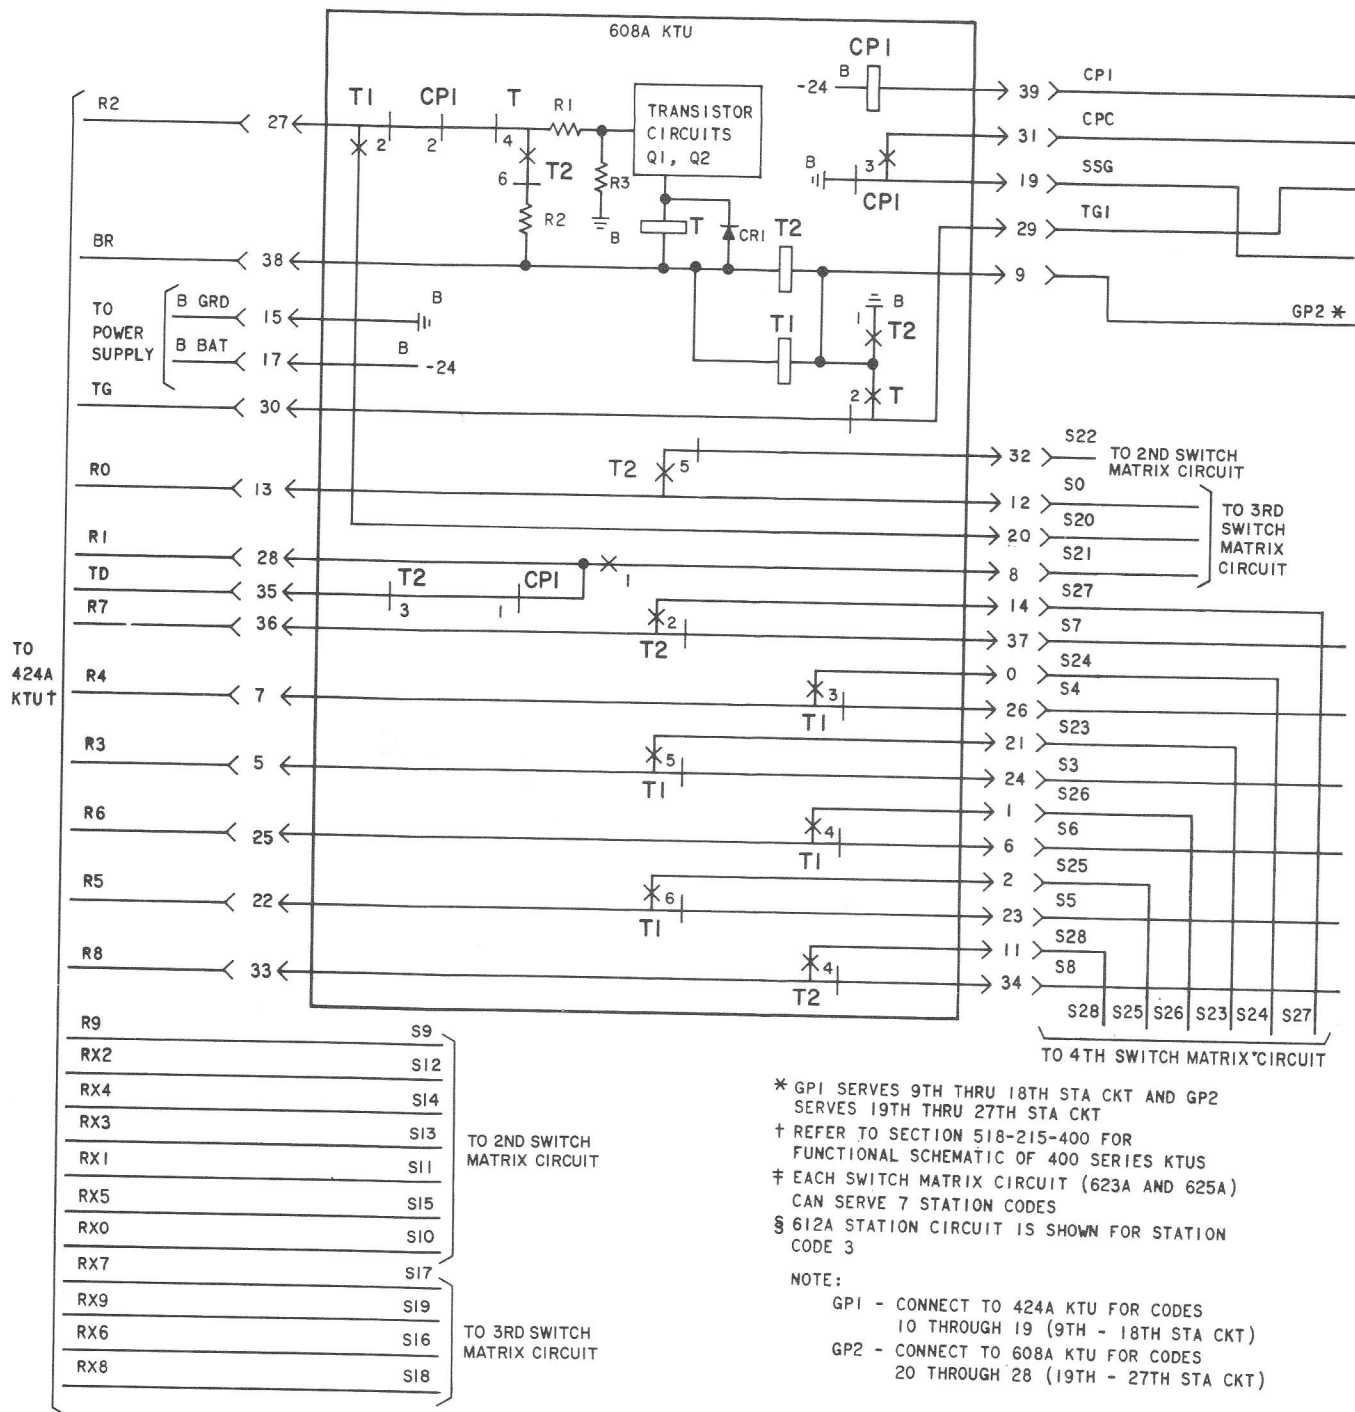 608A KTU
CP1
B
-24
39 CP1
R2 27
T1 CP1 T
2 2 4
R1
TRANSISTOR
CIRCUITS
Q1, Q2
R3
B
T2
6
R2
T
CR1
T2
31 CPC
B
3
CP1
19 SSG
29 TG1
BR 38
9
GP2 *
TO
POWER
SUPPLY
B GRD 15
B
B BAT 17
B
-24
T1
B
1 T2
2 T
TG 30
T2 5
32 S22
TO 2ND SWITCH
MATRIX CIRCUIT
R0 13
12 S0
20 S20
8 S21
TO 3RD
SWITCH
MATRIX
CIRCUIT
R1 28
1
TD 35
T2 CP1
3 1
R7 36
2
T2
14 S27
37 S7
TO
424A
KTU†
R4 7
3
T1
0 S24
26 S4
R3 5
5
T1
21 S23
24 S3
R6 25
4
T1
1 S26
6 S6
R5 22
6
T1
2 S25
23 S5
R8 33
4
T2
11 S28
34 S8
S28 S25 S26 S23 S24 S27
TO 4TH SWITCH MATRIX CIRCUIT
R9 S9
RX2 S12
RX4 S14
RX3 S13
RX1 S11
RX5 S15
RX0 S10
RX7 S17
TO 2ND SWITCH
MATRIX CIRCUIT
RX9 S19
RX6 S16
RX8 S18
TO 3RD SWITCH
MATRIX CIRCUIT
* GP1 SERVES 9TH THRU 18TH STA CKT AND GP2
SERVES 19TH THRU 27TH STA CKT
† REFER TO SECTION 518-215-400 FOR
FUNCTIONAL SCHEMATIC OF 400 SERIES KTUS
‡ EACH SWITCH MATRIX CIRCUIT (623A AND 625A)
CAN SERVE 7 STATION CODES
§ 612A STATION CIRCUIT IS SHOWN FOR STATION
CODE 3
NOTE:
GP1 - CONNECT TO 424A KTU FOR CODES
10 THROUGH 19 (9TH - 18TH STA CKT)
GP2 - CONNECT TO 608A KTU FOR CODES
20 THROUGH 28 (19TH - 27TH STA CKT)